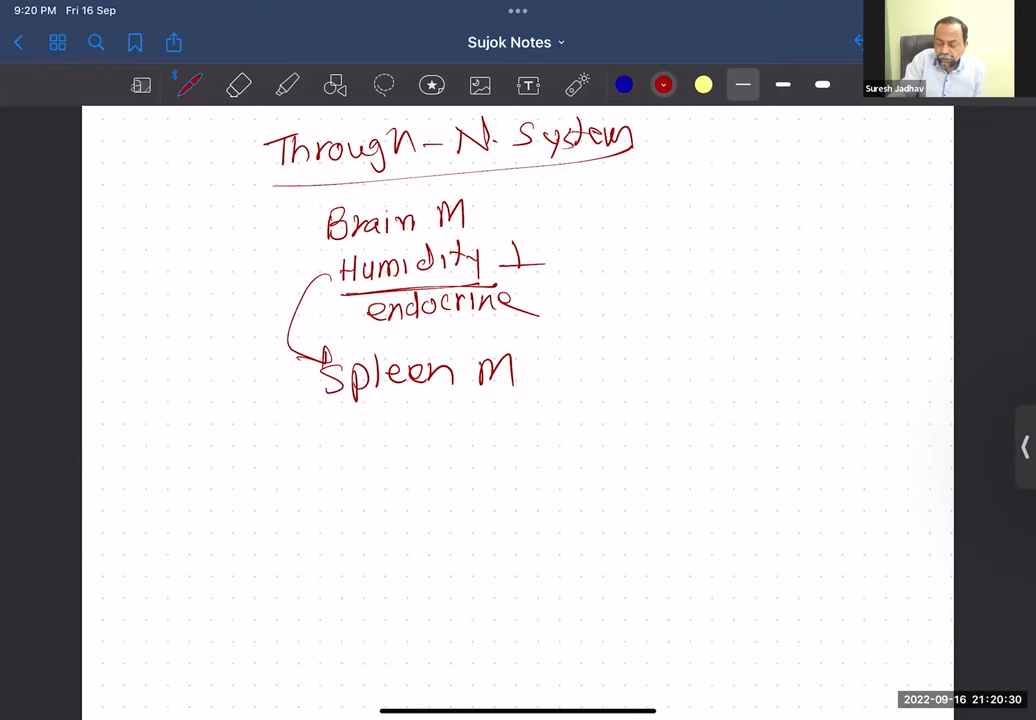 9:20 PM Fri 16 Sep
Sujok Notes
Suresh Jadhav
Through - N. System
Brain M
Humidity ⊥
endocrine
Spleen M
2022-09-16 21:20:30